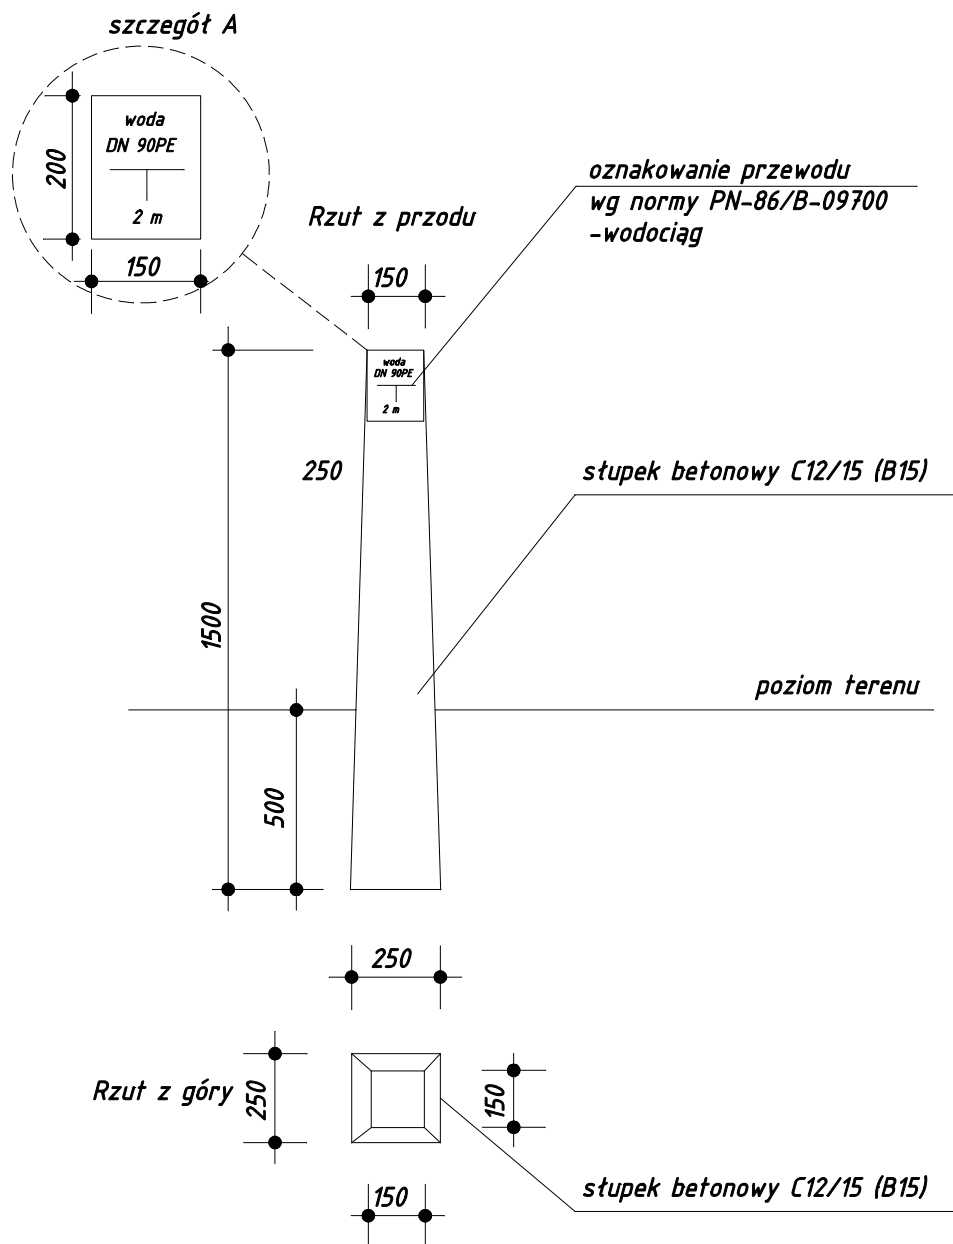 szczegół A
woda
DN 90PE
2 m
200
150
oznakowanie przewodu
wg normy PN-86/B-09700
-wodociąg
Rzut z przodu
150
woda
DN 90PE
2 m
250
słupek betonowy C12/15 (B15)
1500
poziom terenu
500
250
Rzut z góry
250
150
słupek betonowy C12/15 (B15)
150